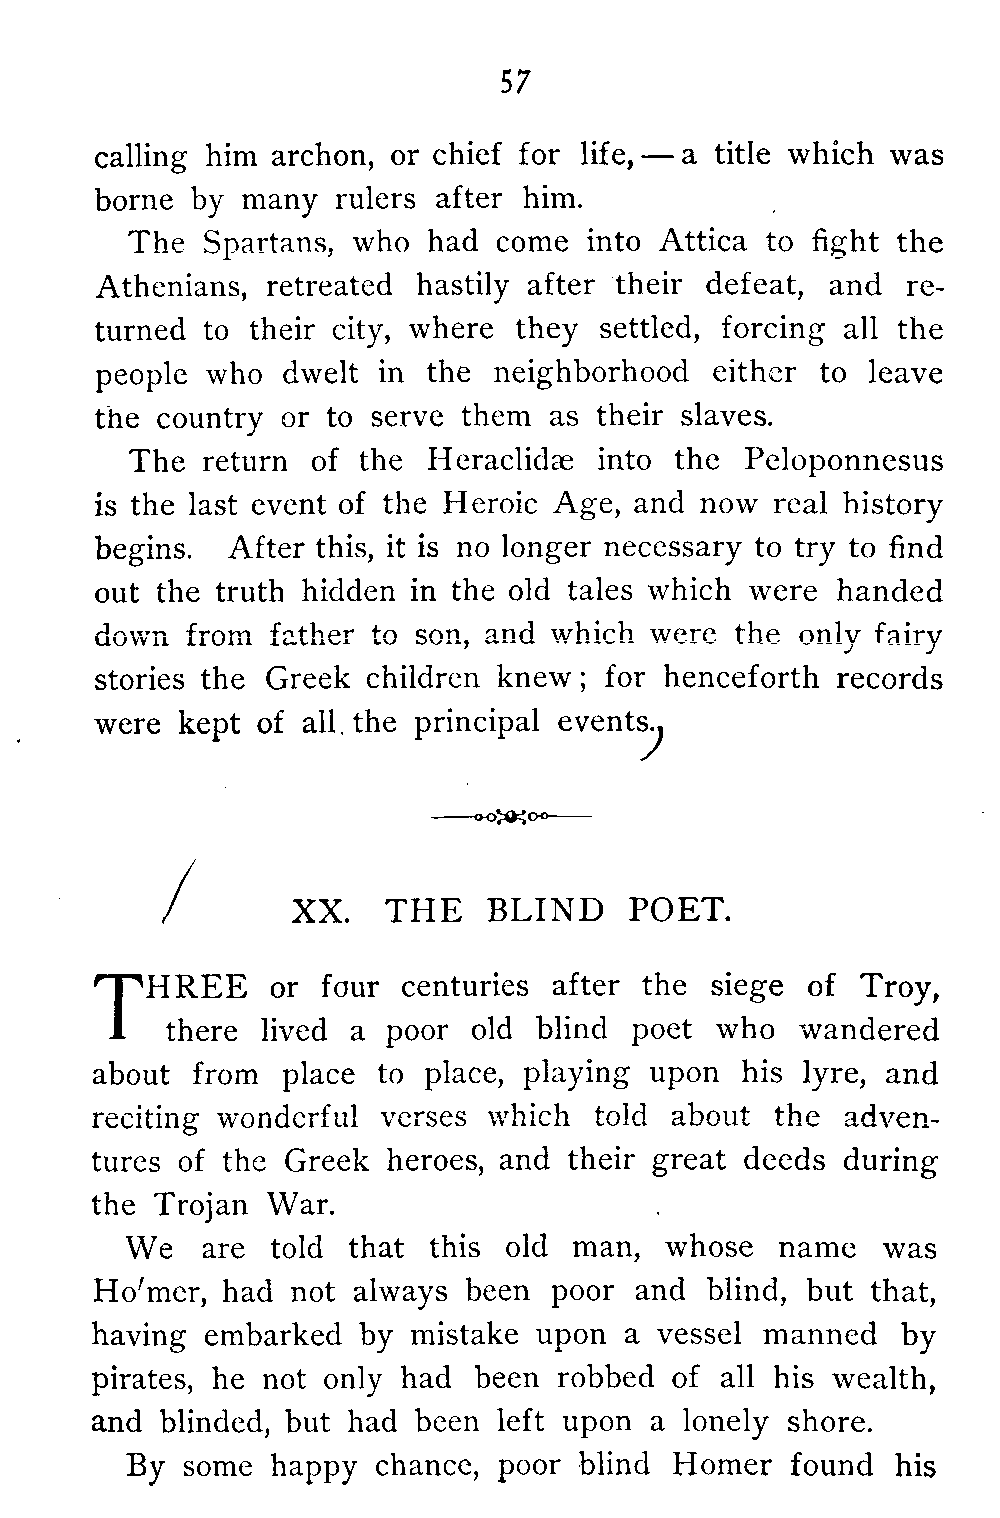 57
calling him archon, or chief for life, — a title which was
borne by many rulers after him.
The Spartans, who had come into Attica to fight the
Athenians, retreated hastily after their defeat, and re-
turned to their city, where they settled, forcing all the
people who dwelt in the neighborhood either to leave
the country or to serve them as their slaves.
The return of the Heraclidæ into the Peloponnesus
is the last event of the Heroic Age, and now real history
begins. After this, it is no longer necessary to try to find
out the truth hidden in the old tales which were handed
down from father to son, and which were the only fairy
stories the Greek children knew; for henceforth records
were kept of all the principal events.
XX. THE BLIND POET.
THREE or four centuries after the siege of Troy,
there lived a poor old blind poet who wandered
about from place to place, playing upon his lyre, and
reciting wonderful verses which told about the adven-
tures of the Greek heroes, and their great deeds during
the Trojan War.
We are told that this old man, whose name was
Ho'mer, had not always been poor and blind, but that,
having embarked by mistake upon a vessel manned by
pirates, he not only had been robbed of all his wealth,
and blinded, but had been left upon a lonely shore.
By some happy chance, poor blind Homer found his